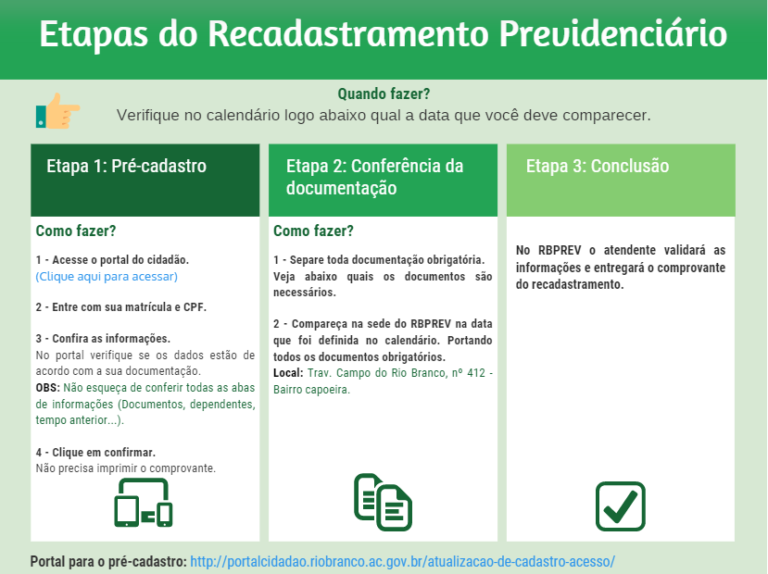 Etapas do Recadastramento Previdenciário
Quando fazer?
Verifique no calendário logo abaixo qual a data que você deve comparecer.
Etapa 1: Pré-cadastro
Como fazer?
1 - Acesse o portal do cidadão.
(Clique aqui para acessar)
2 - Entre com sua matrícula e CPF.
3 - Confira as informações.
No portal verifique se os dados estão de
acordo com a sua documentação.
OBS: Não esqueça de conferir todas as abas
de informações (Documentos, dependentes,
tempo anterior...).
4 - Clique em confirmar.
Não precisa imprimir o comprovante.
Etapa 2: Conferência da
documentação
Como fazer?
1 - Separe toda documentação obrigatória.
Veja abaixo quais os documentos são
necessários.
2 - Compareça na sede do RBPREV na data
que foi definida no calendário. Portando
todos os documentos obrigatórios.
Local: Trav. Campo do Rio Branco, nº 412 -
Bairro capoeira.
Etapa 3: Conclusão
No RBPREV o atendente validará as
informações e entregará o comprovante
do recadastramento.
Portal para o pré-cadastro: http://portalcidadao.riobranco.ac.gov.br/atualizacao-de-cadastro-acesso/